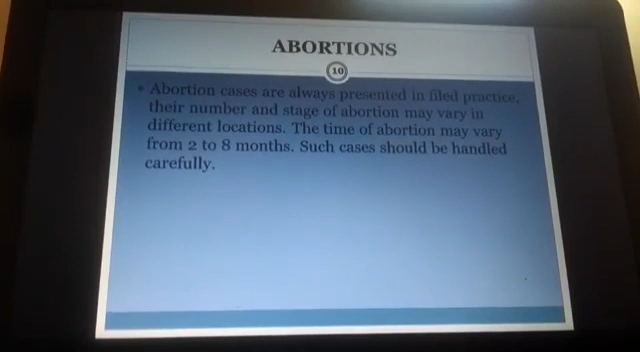 ABORTIONS
10
• Abortion cases are always presented in filed practice,
their number and stage of abortion may vary in
different locations. The time of abortion may vary
from 2 to 8 months. Such cases should be handled
carefully.